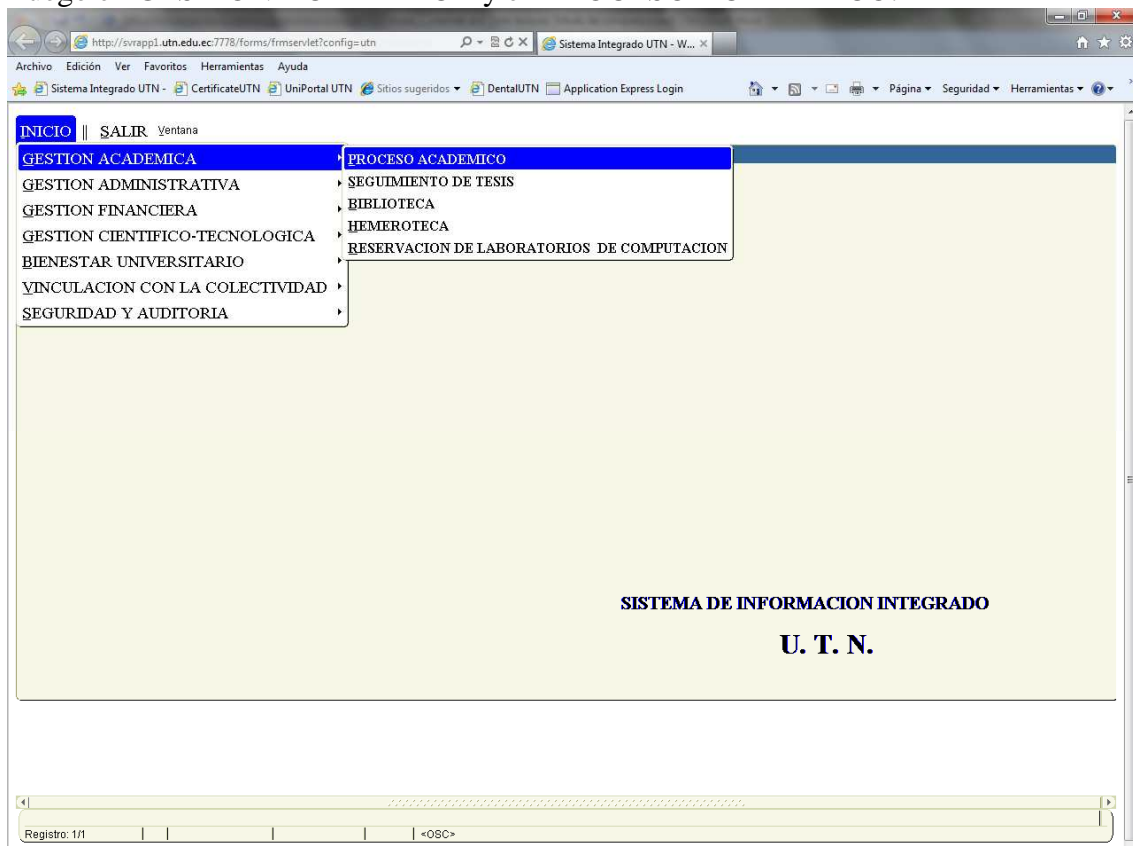 http://svrapp1.utn.edu.ec:7778/forms/frmservlet?config=utn
Sistema Integrado UTN - W...
Archivo Edición Ver Favoritos Herramientas Ayuda
Sistema Integrado UTN - CertificateUTN UniPortal UTN Sitios sugeridos DentalUTN Application Express Login Página Seguridad Herramientas
INICIO || SALIR Ventana
GESTION ACADEMICA
PROCESO ACADEMICO
SEGUIMIENTO DE TESIS
BIBLIOTECA
HEMEROTECA
RESERVACION DE LABORATORIOS DE COMPUTACION
GESTION ADMINISTRATIVA
GESTION FINANCIERA
GESTION CIENTIFICO-TECNOLOGICA
BIENESTAR UNIVERSITARIO
VINCULACION CON LA COLECTIVIDAD
SEGURIDAD Y AUDITORIA
SISTEMA DE INFORMACION INTEGRADO
U. T. N.
Registro: 1/1 <OSC>